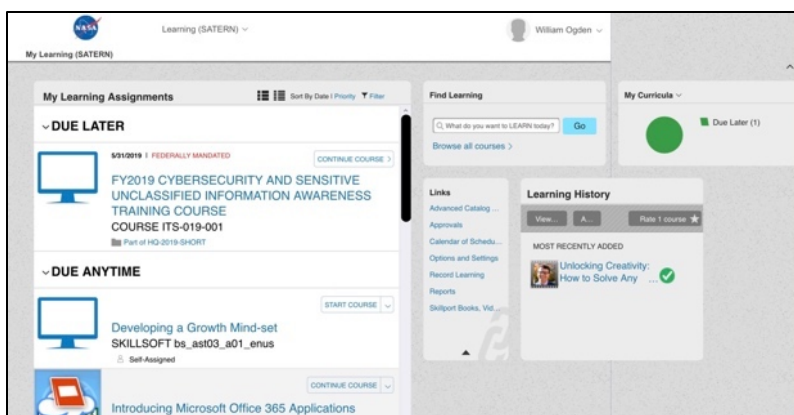 NASA
Learning (SATERN)
William Ogden
My Learning (SATERN)
My Learning Assignments
Sort By Date | Priority Filter
DUE LATER
5/31/2019 | FEDERALLY MANDATED
CONTINUE COURSE
FY2019 CYBERSECURITY AND SENSITIVE
UNCLASSIFIED INFORMATION AWARENESS
TRAINING COURSE
COURSE ITS-019-001
Part of HQ-2019-SHORT
DUE ANYTIME
START COURSE
Developing a Growth Mind-set
SKILLSOFT bs_ast03_a01_enus
Self-Assigned
CONTINUE COURSE
Introducing Microsoft Office 365 Applications
Find Learning
What do you want to LEARN today? Go
Browse all courses
Links
Advanced Catalog ...
Approvals
Calendar of Schedu...
Options and Settings
Record Learning
Reports
Skillport Books, Vid...
Learning History
View... A... Rate 1 course
MOST RECENTLY ADDED
Unlocking Creativity:
How to Solve Any ...
My Curricula
Due Later (1)